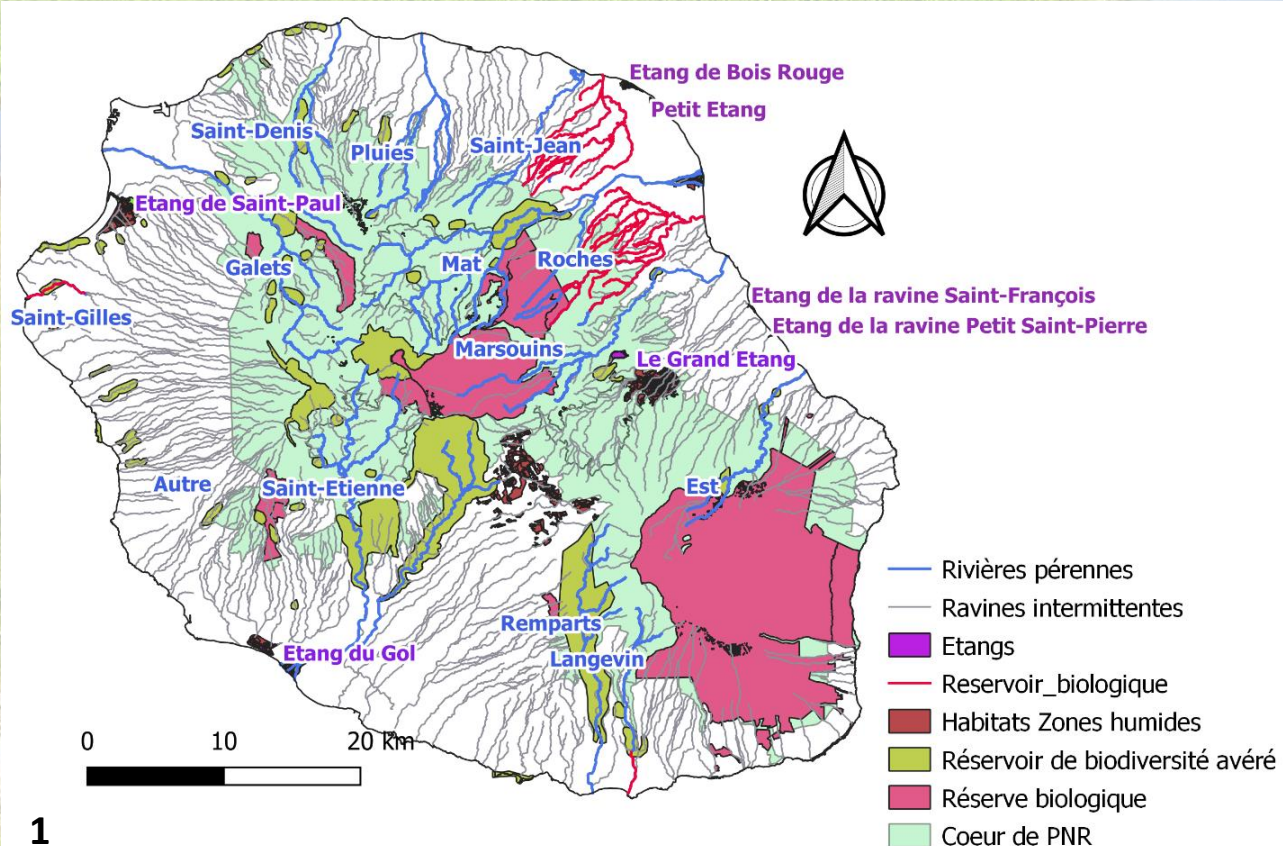 Etang de Bois Rouge
Petit Etang
Saint-Denis
Pluies
Saint-Jean
Etang de Saint-Paul
Galets
Mat
Roches
Saint-Gilles
Etang de la ravine Saint-François
Etang de la ravine Petit Saint-Pierre
Marsouins
Le Grand Etang
Autre
Saint-Etienne
Est
Remparts
Etang du Gol
Langevin
0 10 20 Km
Rivières pérennes
Ravines intermittentes
Etangs
Reservoir_biologique
Habitats Zones humides
Réservoir de biodiversité avéré
Réserve biologique
Coeur de PNR
1